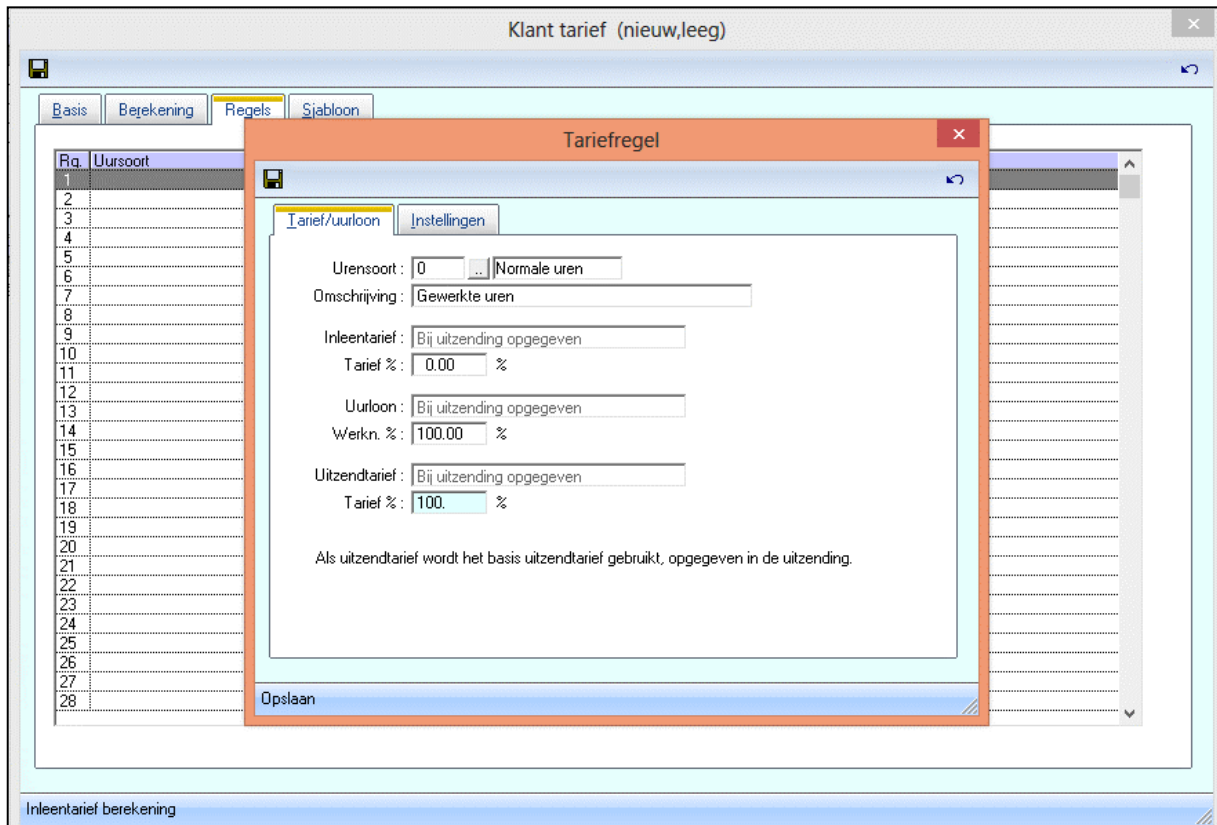 Klant tarief  (nieuw,leeg)
Basis Berekening Regels Sjabloon
Tariefregel
Rg. Uursoort
1
2
3
4
5
6
7
8
9
10
11
12
13
14
15
16
17
18
19
20
21
22
23
24
25
26
27
28
Tarief/uurloon Instellingen
Urensoort : 0 .. Normale uren
Omschrijving : Gewerkte uren
Inleentarief : Bij uitzending opgegeven
Tarief % : 0.00 %
Uurloon : Bij uitzending opgegeven
Werkn. % : 100.00 %
Uitzendtarief : Bij uitzending opgegeven
Tarief % : 100. %
Als uitzendtarief wordt het basis uitzendtarief gebruikt, opgegeven in de uitzending.
Opslaan
Inleentarief berekening